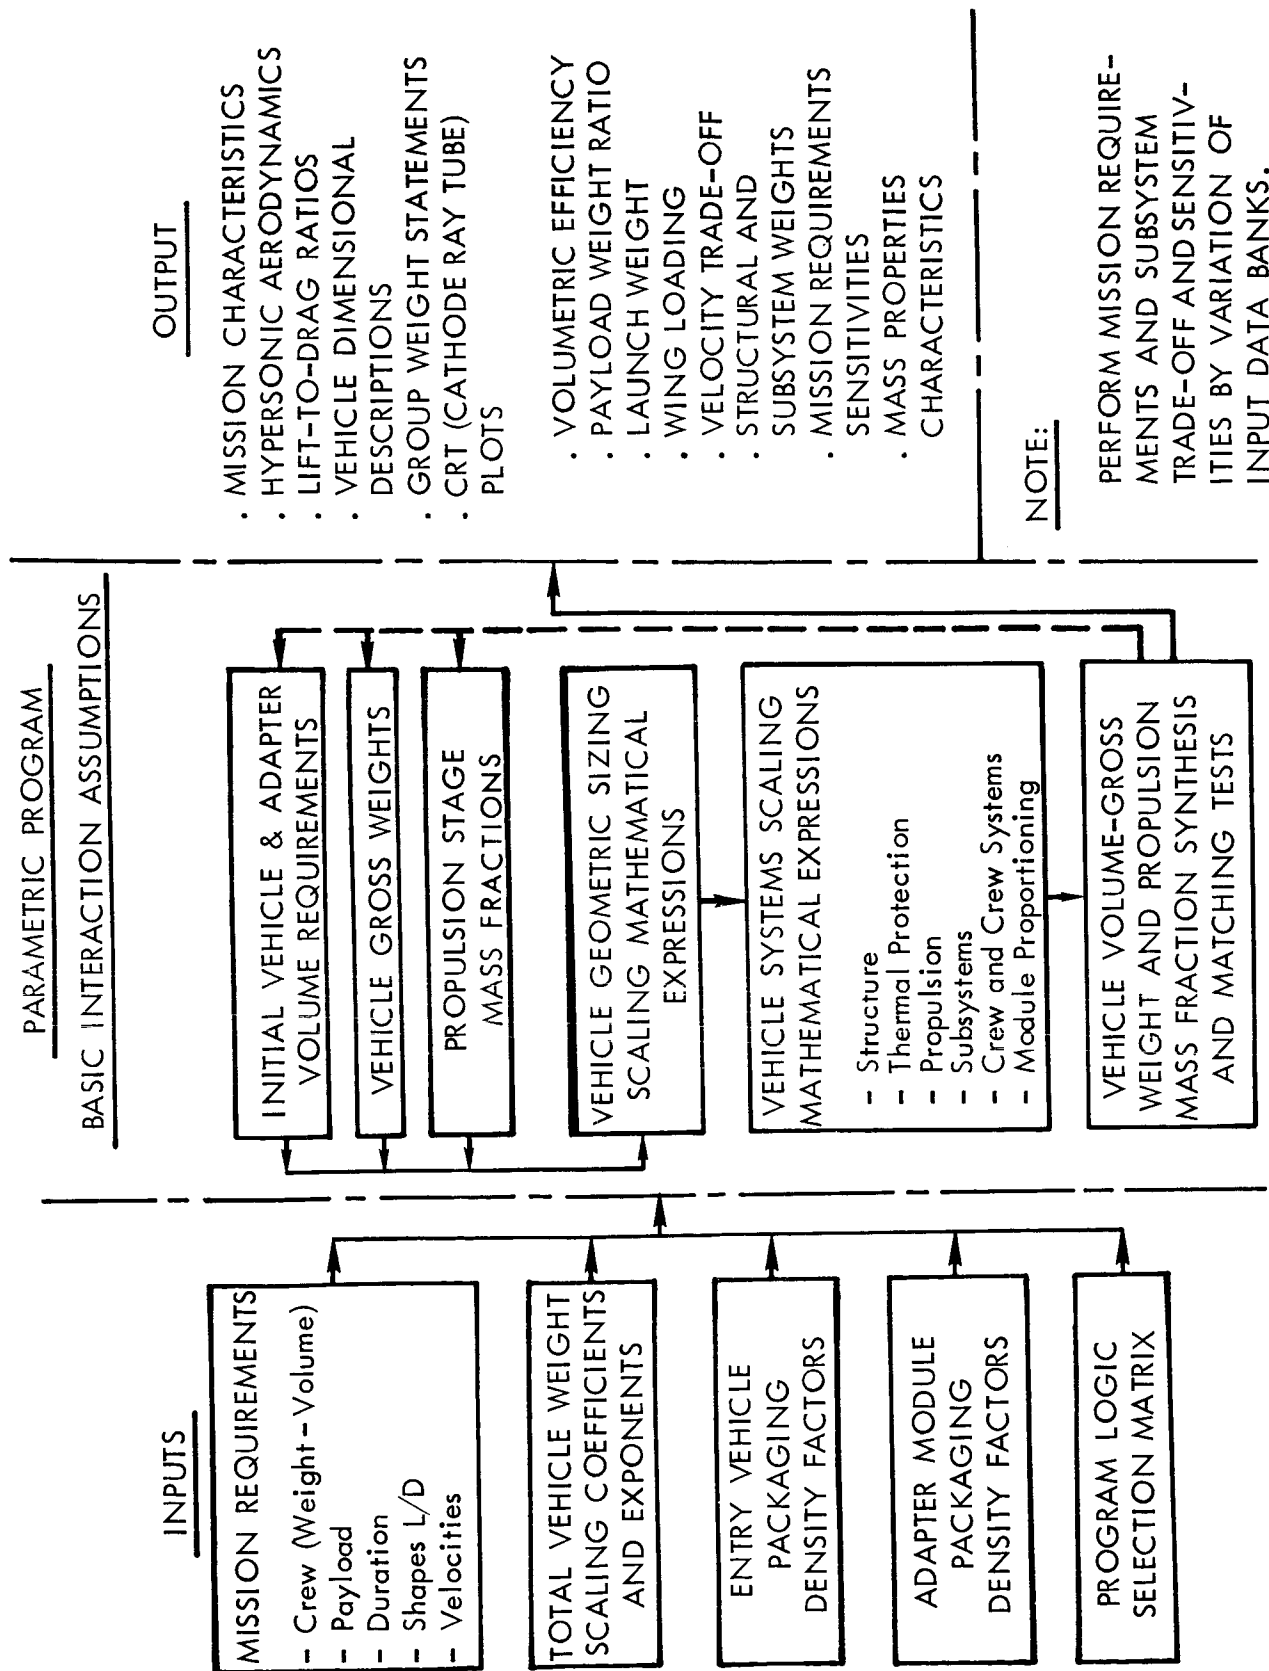 INPUTS
MISSION REQUIREMENTS
- Crew (Weight-Volume)
- Payload
- Duration
- Shapes L/D
- Velocities
TOTAL VEHICLE WEIGHT
SCALING COEFFICIENTS
AND EXPONENTS
ENTRY VEHICLE
PACKAGING
DENSITY FACTORS
ADAPTER MODULE
PACKAGING
DENSITY FACTORS
PROGRAM LOGIC
SELECTION MATRIX
PARAMETRIC PROGRAM
BASIC INTERACTION ASSUMPTIONS
INITIAL VEHICLE & ADAPTER
VOLUME REQUIREMENTS
VEHICLE GROSS WEIGHTS
PROPULSION STAGE
MASS FRACTIONS
VEHICLE GEOMETRIC SIZING
SCALING MATHEMATICAL
EXPRESSIONS
VEHICLE SYSTEMS SCALING
MATHEMATICAL EXPRESSIONS
- Structure
- Thermal Protection
- Propulsion
- Subsystems
- Crew and Crew Systems
- Module Proportioning
VEHICLE VOLUME-GROSS
WEIGHT AND PROPULSION
MASS FRACTION SYNTHESIS
AND MATCHING TESTS
OUTPUT
. MISSION CHARACTERISTICS
. HYPERSONIC AERODYNAMICS
. LIFT-TO-DRAG RATIOS
. VEHICLE DIMENSIONAL
DESCRIPTIONS
. GROUP WEIGHT STATEMENTS
. CRT (CATHODE RAY TUBE)
PLOTS
. VOLUMETRIC EFFICIENCY
. PAYLOAD WEIGHT RATIO
. LAUNCH WEIGHT
. WING LOADING
. VELOCITY TRADE-OFF
. STRUCTURAL AND
SUBSYSTEM WEIGHTS
. MISSION REQUIREMENTS
SENSITIVITIES
. MASS PROPERTIES
CHARACTERISTICS
NOTE:
PERFORM MISSION REQUIRE-
MENTS AND SUBSYSTEM
TRADE-OFF AND SENSITIV-
ITIES BY VARIATION OF
INPUT DATA BANKS.